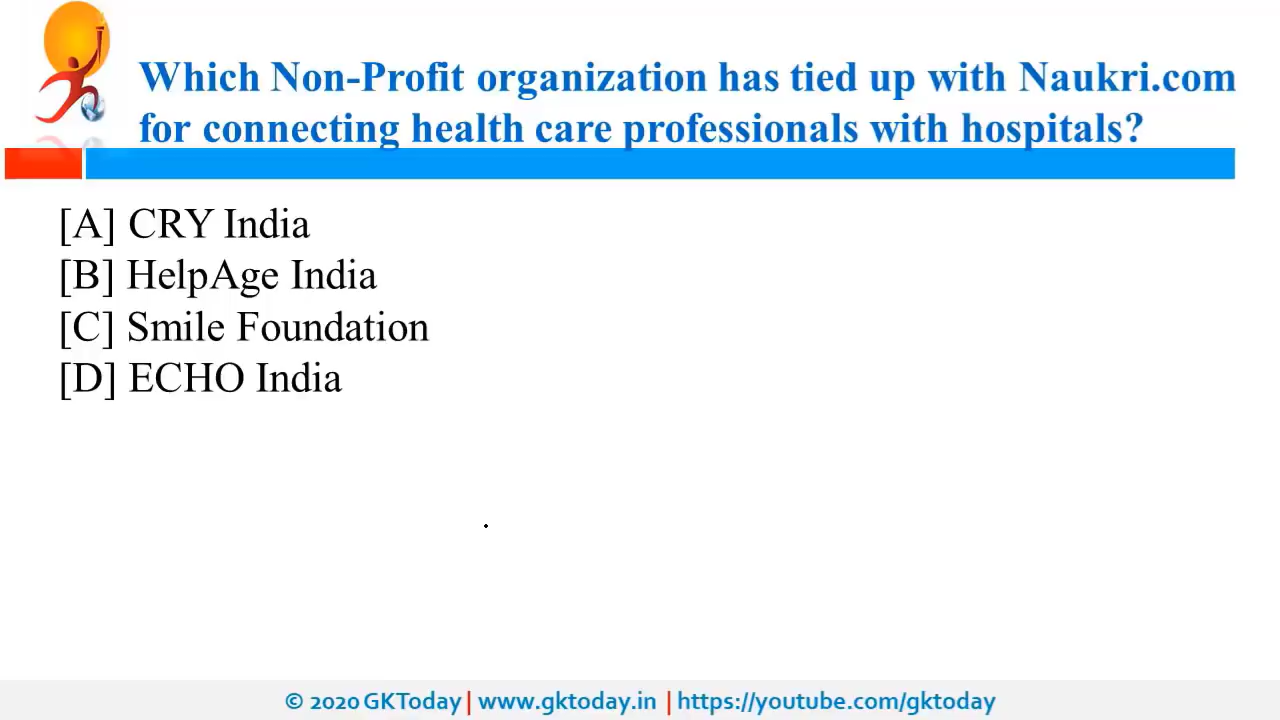 Which Non-Profit organization has tied up with Naukri.com
for connecting health care professionals with hospitals?
[A] CRY India
[B] HelpAge India
[C] Smile Foundation
[D] ECHO India
© 2020 GKToday | www.gktoday.in | https://youtube.com/gktoday